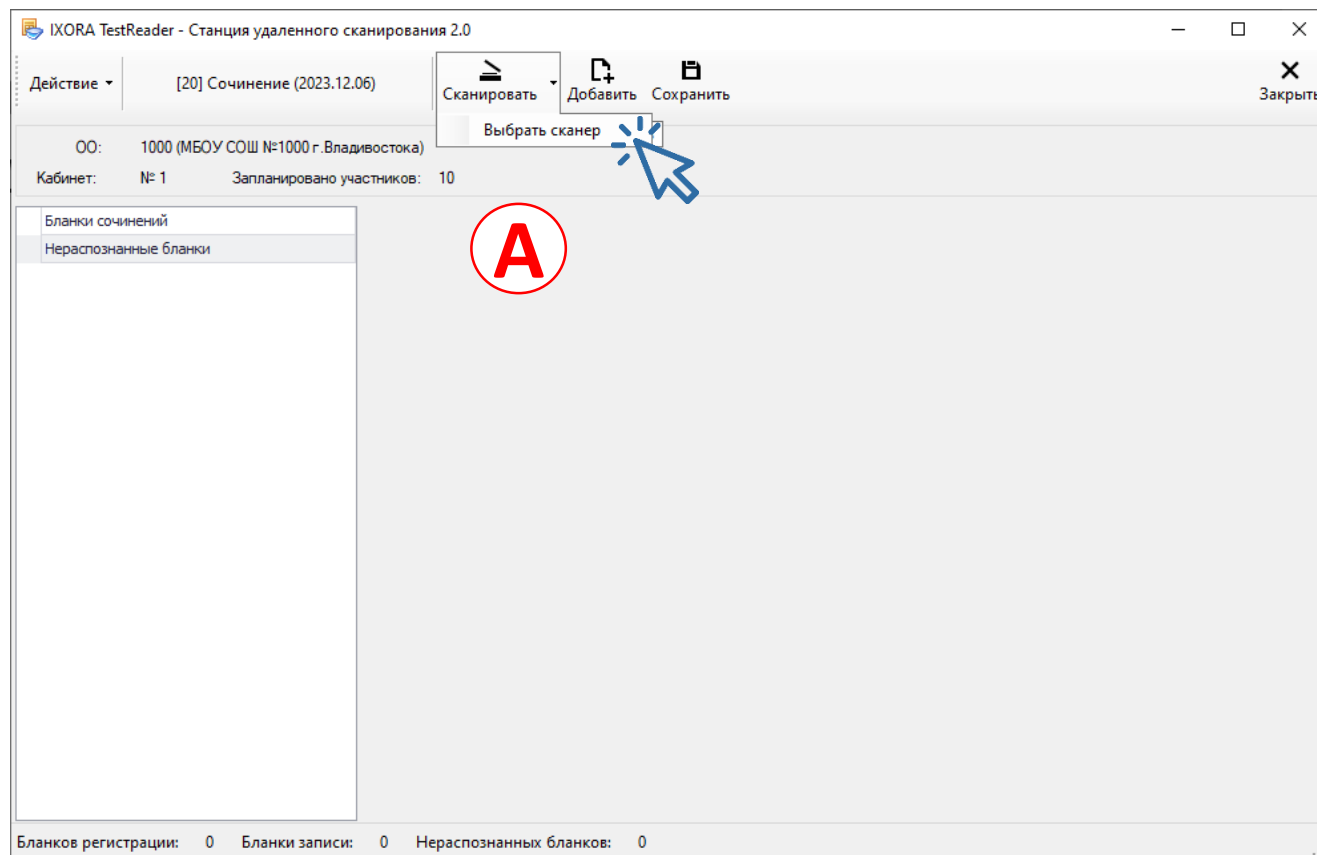 IXORA TestReader - Станция удаленного сканирования 2.0
Действие [20] Сочинение (2023.12.06) Сканировать Добавить Сохранить Закрыть
Выбрать сканер
ОО: 1000 (МБОУ СОШ №1000 г.Владивостока)
Кабинет: № 1 Запланировано участников: 10
Бланки сочинений
Нераспознанные бланки
А
Бланков регистрации: 0 Бланки записи: 0 Нераспознанных бланков: 0